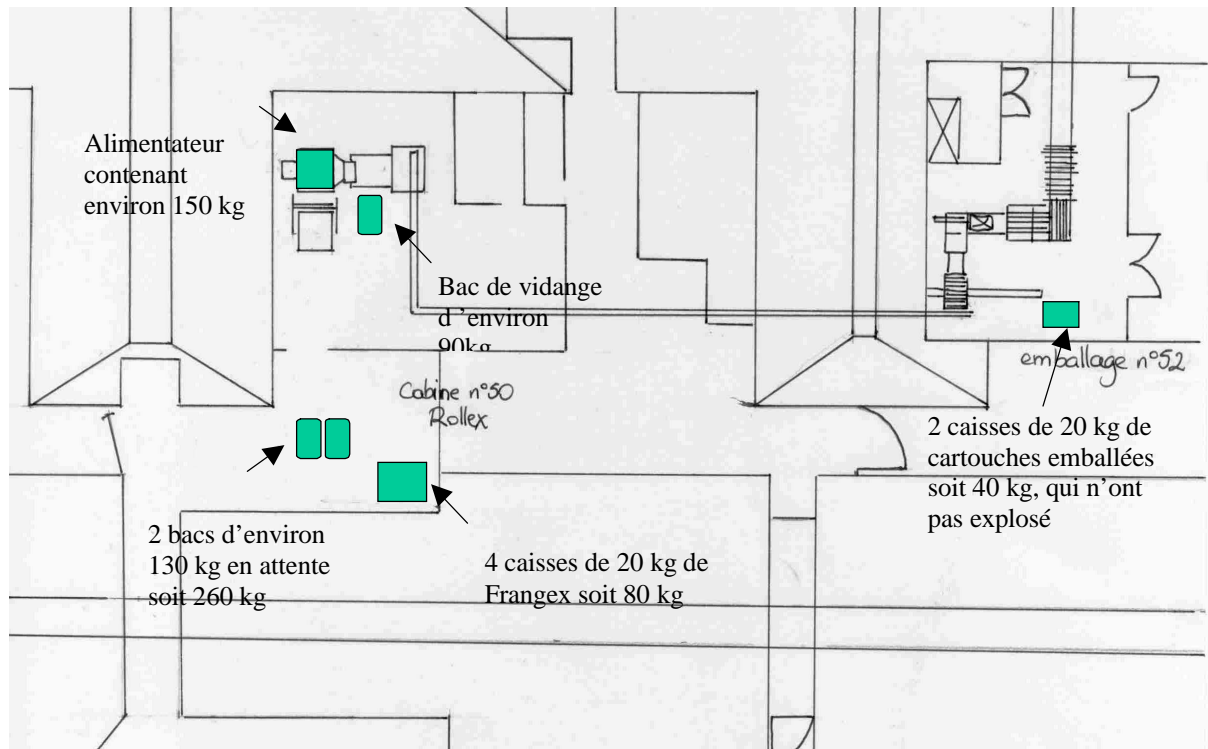 Alimentateur
contenant
environ 150 kg
Bac de vidange
d’environ
90kg
Cabine n°50
Rollex
emballage n°52
2 caisses de 20 kg de
cartouches emballées
soit 40 kg, qui n’ont
pas explosé
2 bacs d’environ
130 kg en attente
soit 260 kg
4 caisses de 20 kg de
Frangex soit 80 kg